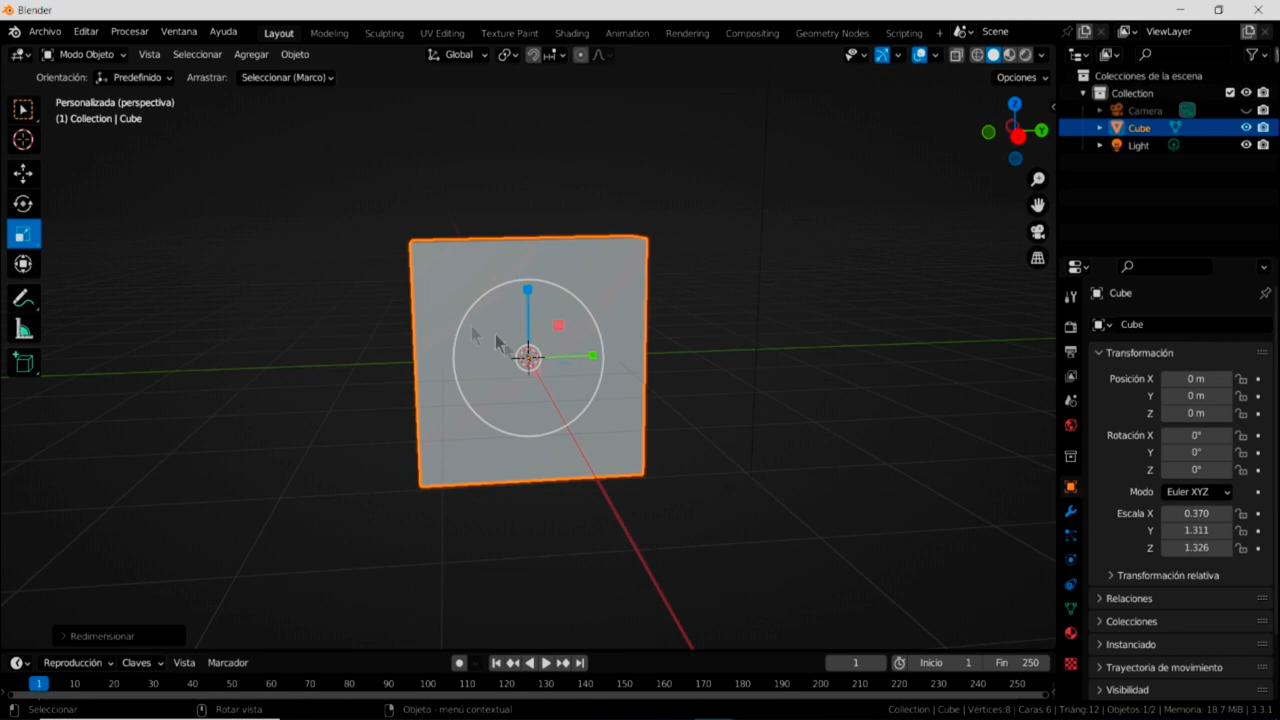 Blender
Archivo Editar Procesar Ventana Ayuda Layout Modeling Sculpting UV Editing Texture Paint Shading Animation Rendering Compositing Geometry Nodes Scripting + Scene ViewLayer
Modo Objeto Vista Seleccionar Agregar Objeto Global
Orientación: Predefinido Arrastrar: Seleccionar (Marco) Opciones
Personalizada (perspectiva)
(1) Collection | Cube
Z
Y
Redimensionar
Colecciones de la escena
Collection
Camera
Cube
Light
Cube
Cube
Transformación
Posición X 0 m
Y 0 m
Z 0 m
Rotación X 0°
Y 0°
Z 0°
Modo Euler XYZ
Escala X 0.370
Y 1.311
Z 1.326
Transformación relativa
Relaciones
Colecciones
Instanciado
Trayectoria de movimiento
Visibilidad
Reproducción Claves Vista Marcador 1 Inicio 1 Fin 250
1 10 20 30 40 50 60 70 80 90 100 110 120 130 140 150 160 170 180 190 200 210 220 230 240 250
Seleccionar Rotar vista Objeto - menú contextual Collection | Cube | Vértices:8 | Caras:6 | Triáng:12 | Objetos:1/2 | Memoria: 18.7 MiB | 3.3.1